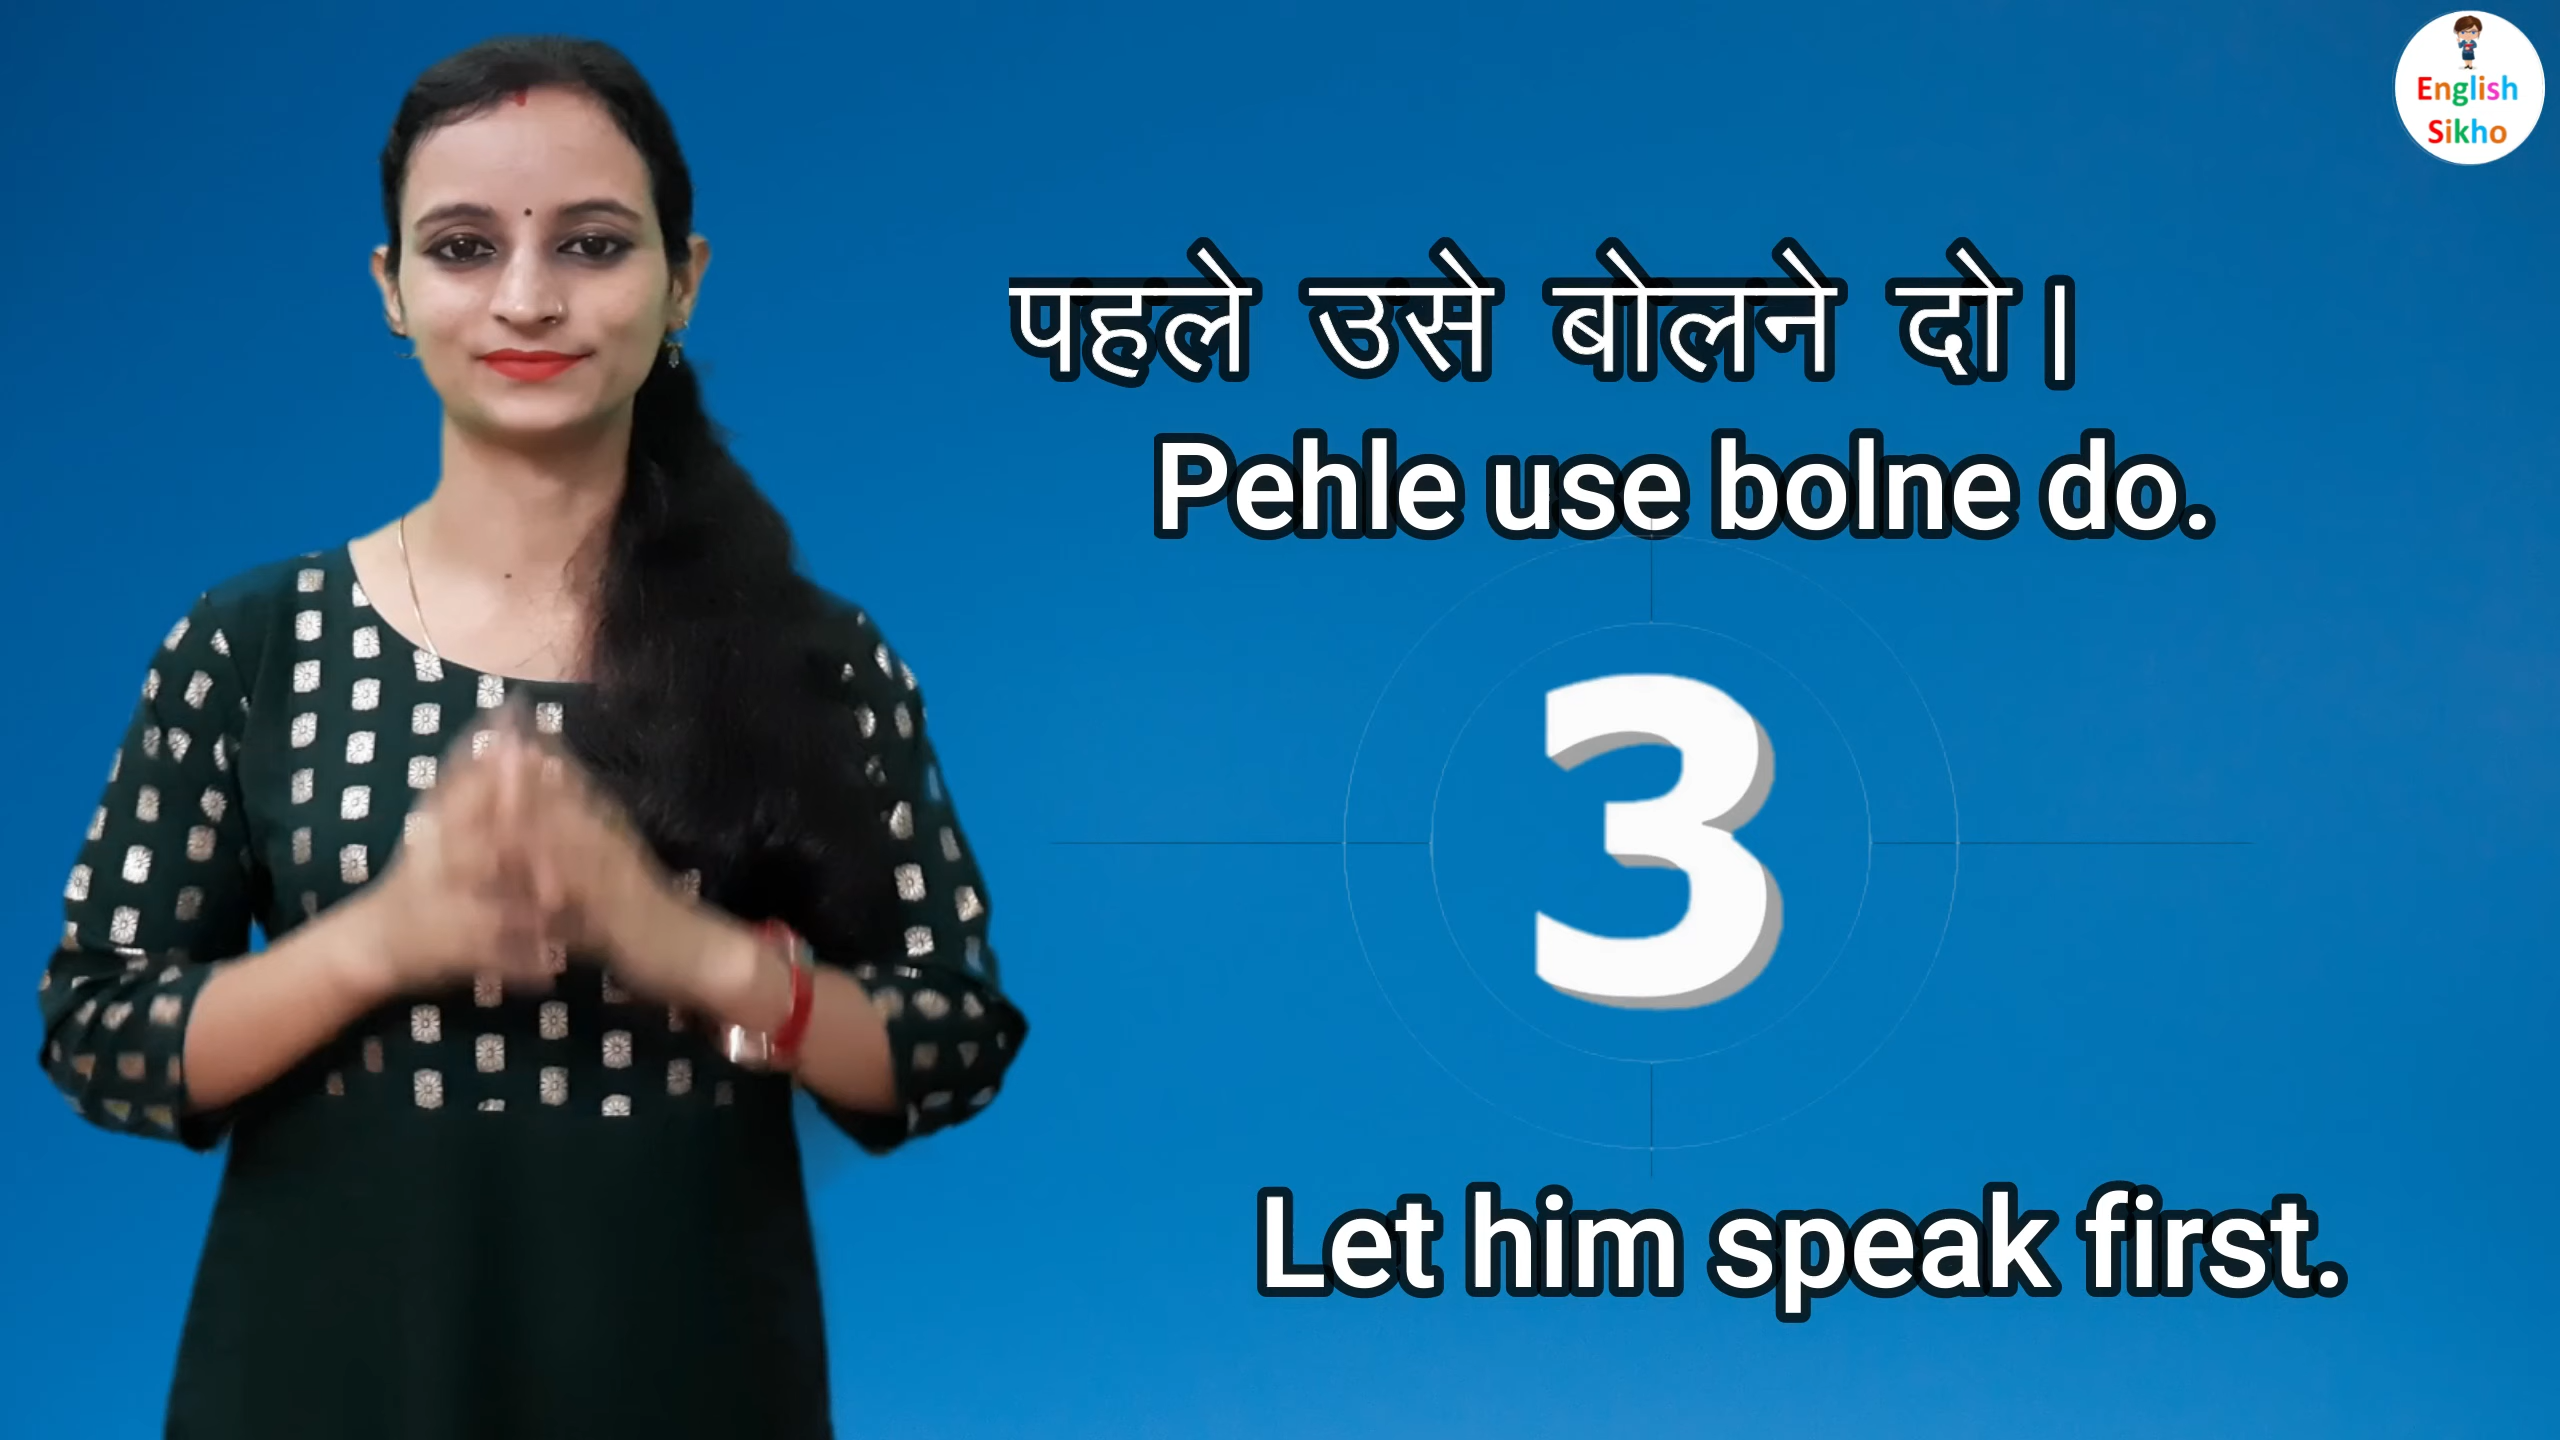 English
Sikho
पहले उसे बोलने दो |
Pehle use bolne do.
3
Let him speak first.